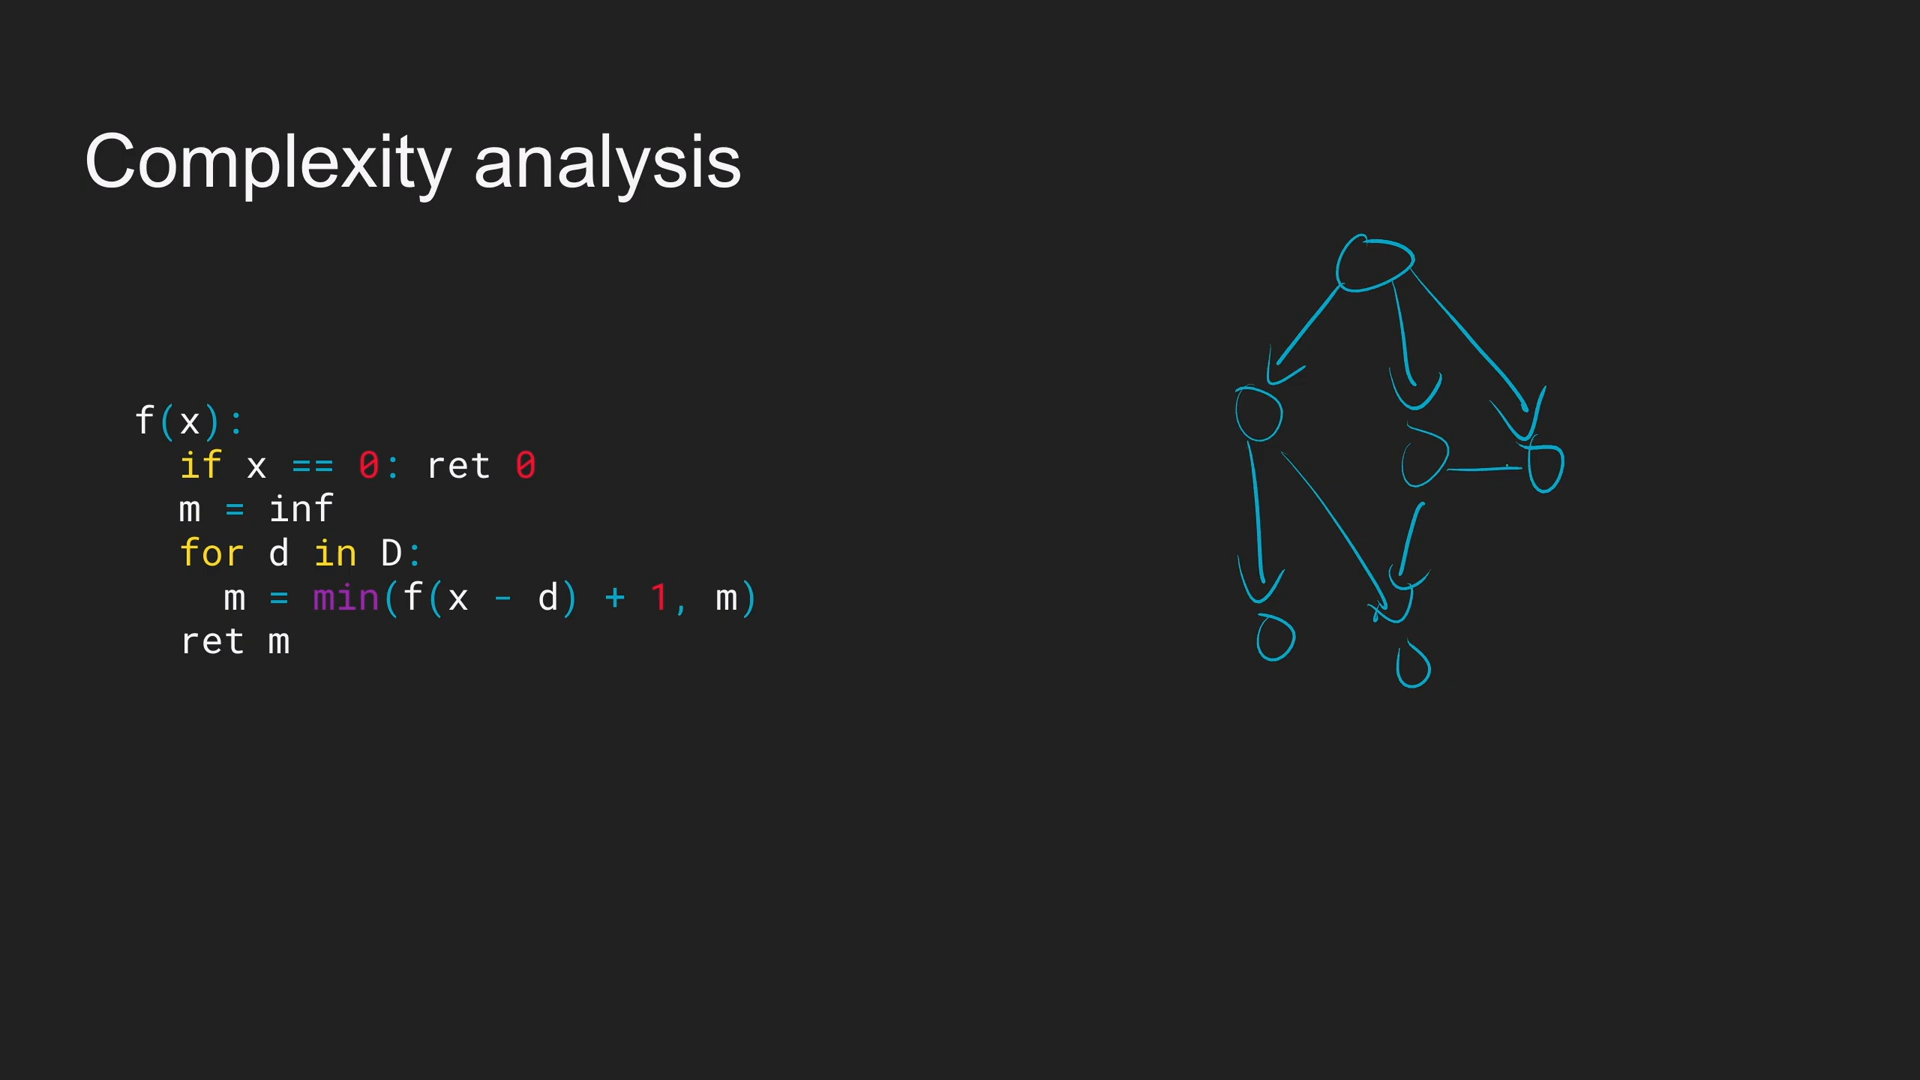 Complexity analysis
f(x):
if x == 0: ret 0
m = inf
for d in D:
m = min(f(x - d) + 1, m)
ret m